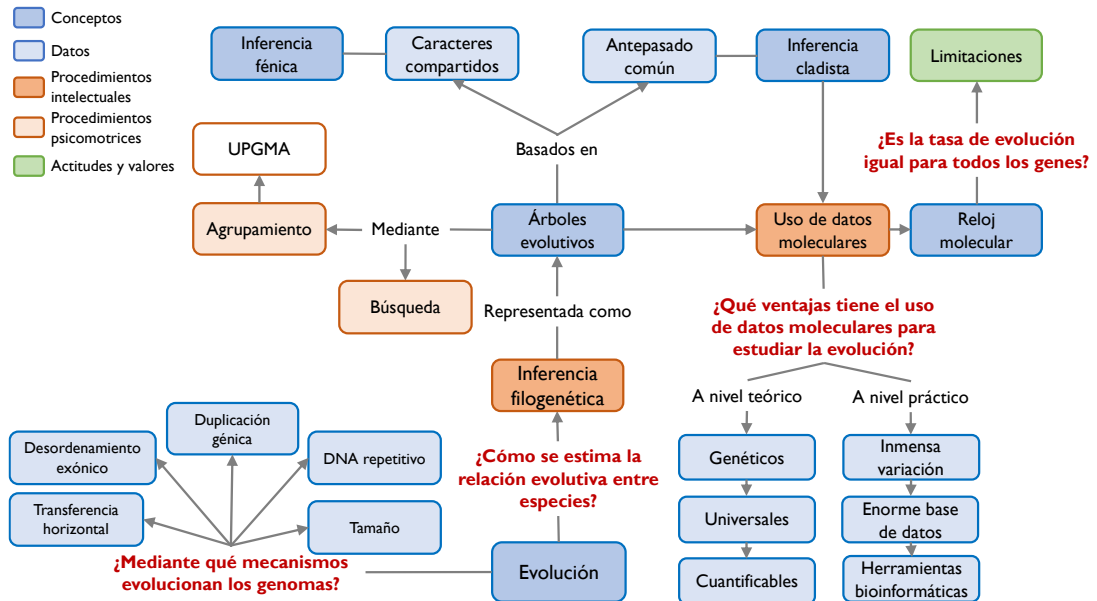 Conceptos
Datos
Procedimientos
intelectuales
Procedimientos
psicomotrices
Actitudes y valores
Inferencia
fénica
Caracteres
compartidos
Antepasado
común
Inferencia
cladista
Limitaciones
¿Es la tasa de evolución
igual para todos los genes?
UPGMA
Basados en
Agrupamiento
Mediante
Árboles
evolutivos
Uso de datos
moleculares
Reloj
molecular
Búsqueda
Representada como
¿Qué ventajas tiene el uso
de datos moleculares para
estudiar la evolución?
Inferencia
filogenética
A nivel teórico
A nivel práctico
Duplicación
génica
Desordenamiento
exónico
DNA repetitivo
¿Cómo se estima la
relación evolutiva entre
especies?
Genéticos
Inmensa
variación
Transferencia
horizontal
Tamaño
Universales
Enorme base
de datos
¿Mediante qué mecanismos
evolucionan los genomas?
Evolución
Cuantificables
Herramientas
bioinformáticas